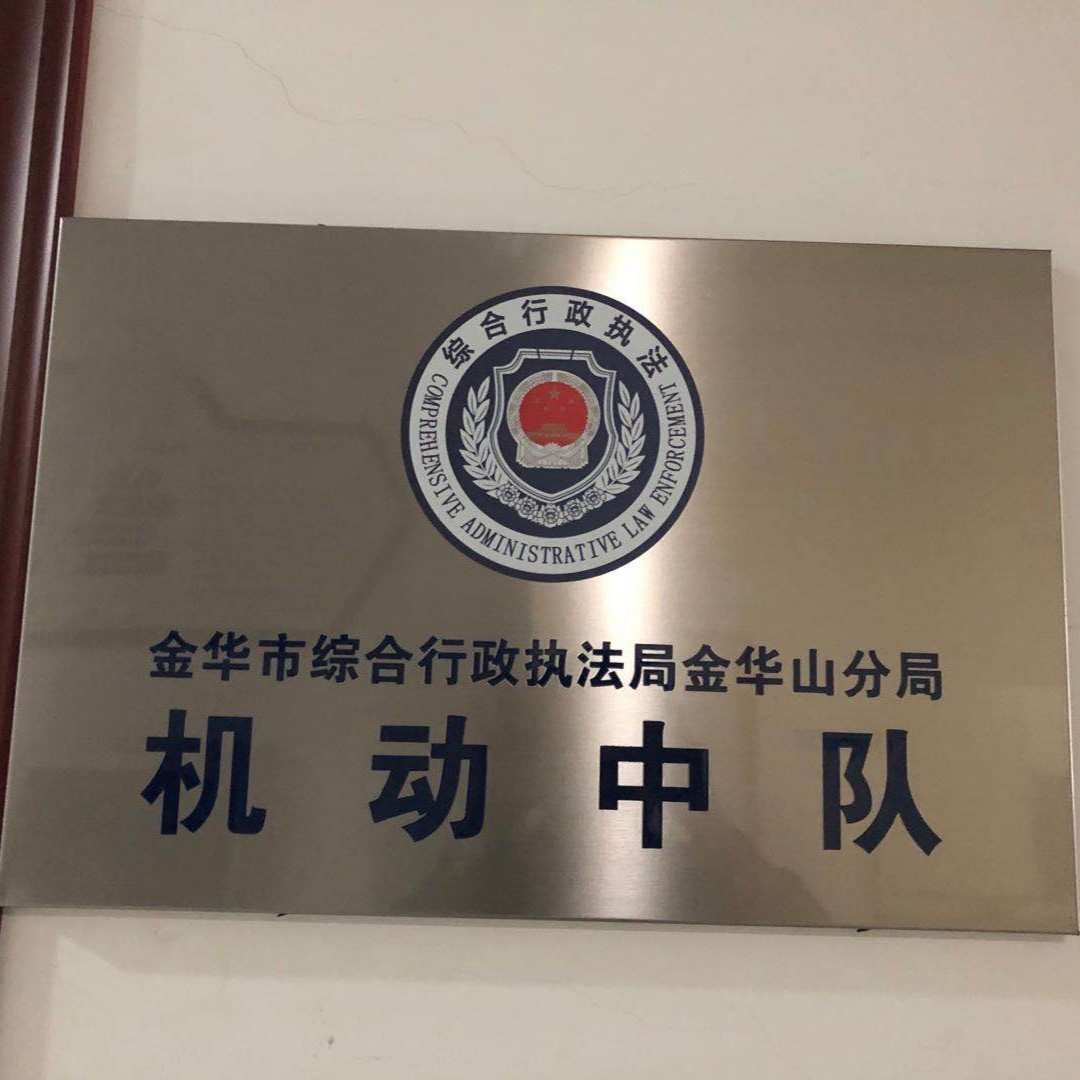 综合行政执法
COMPREHENSIVE ADMINISTRATIVE LAW ENFORCEMENT
金华市综合行政执法局金华山分局
机动中队